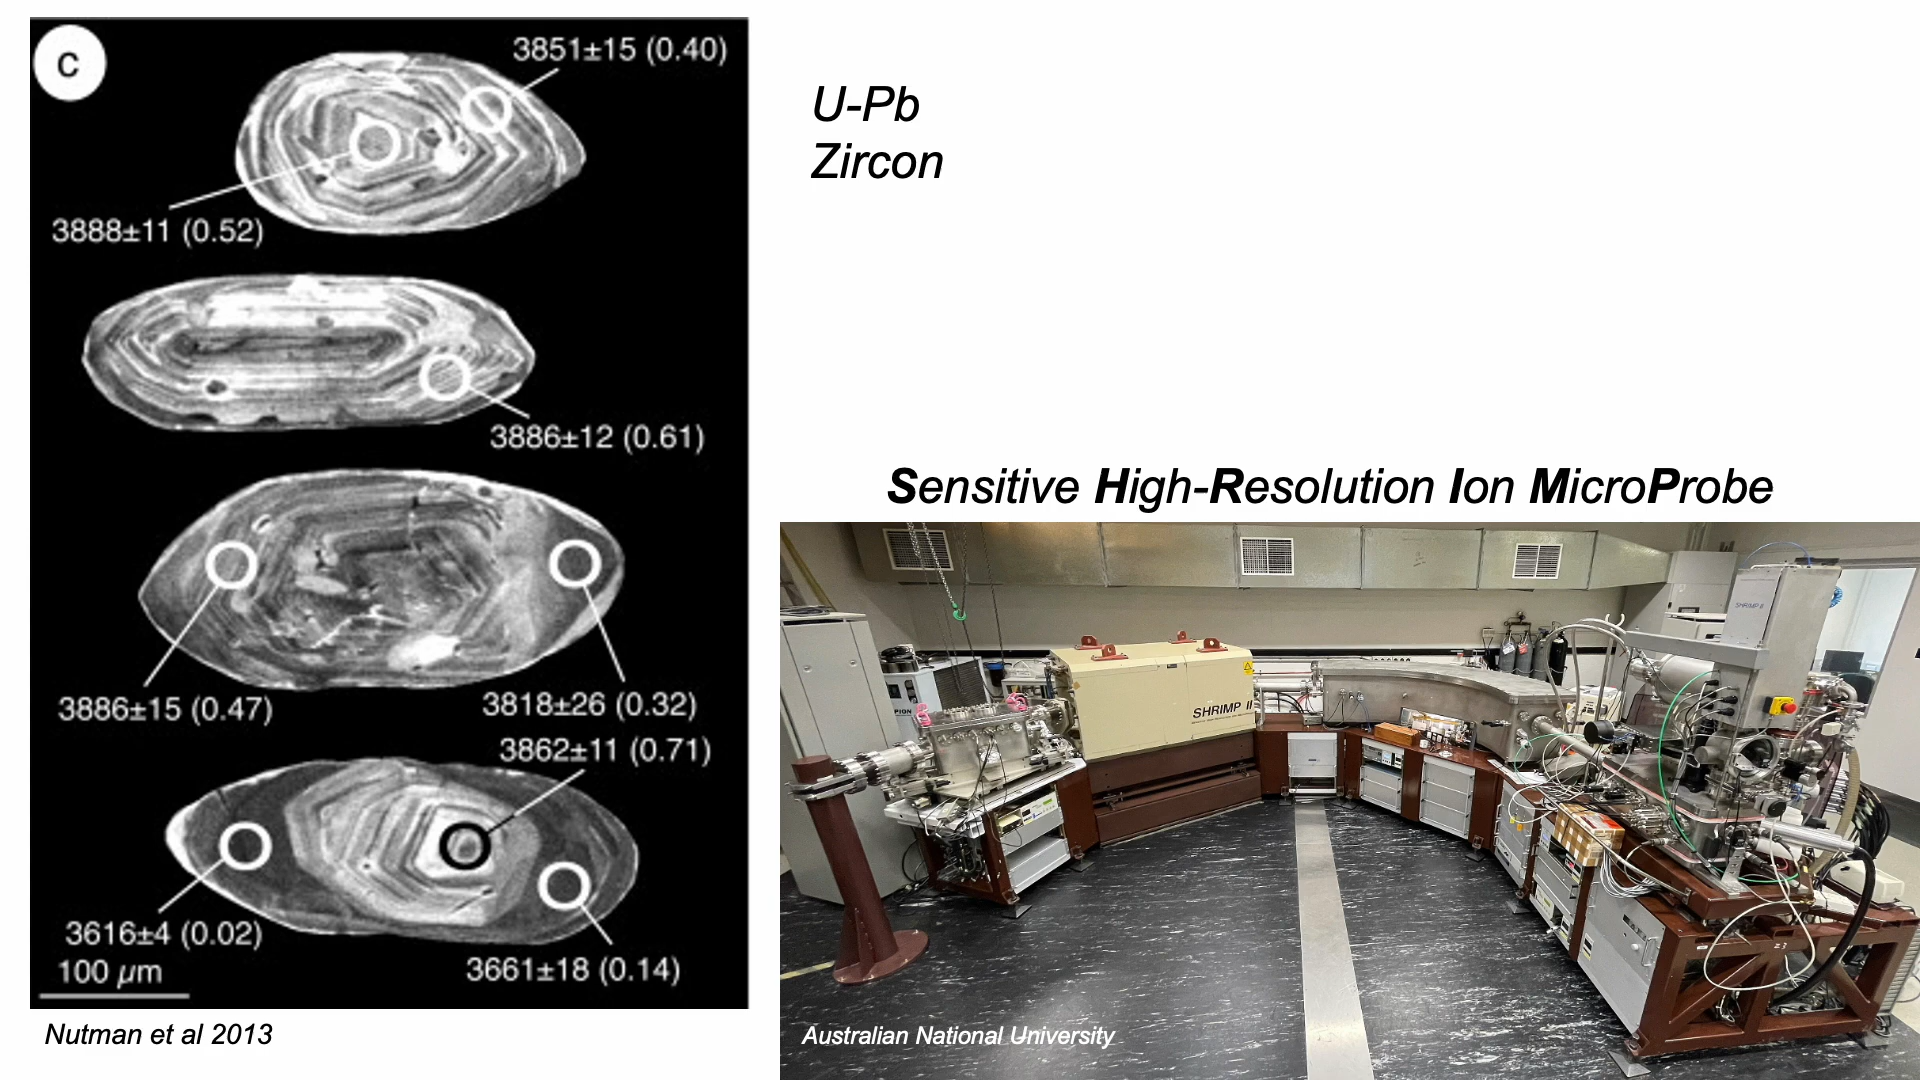 c
3851±15 (0.40)
3888±11 (0.52)
3886±12 (0.61)
3886±15 (0.47)
3818±26 (0.32)
3862±11 (0.71)
3616±4 (0.02)
3661±18 (0.14)
100 µm
Nutman et al 2013
U-Pb
Zircon
Sensitive High-Resolution Ion MicroProbe
SHRIMP II
SHRIMP II
Australian National University